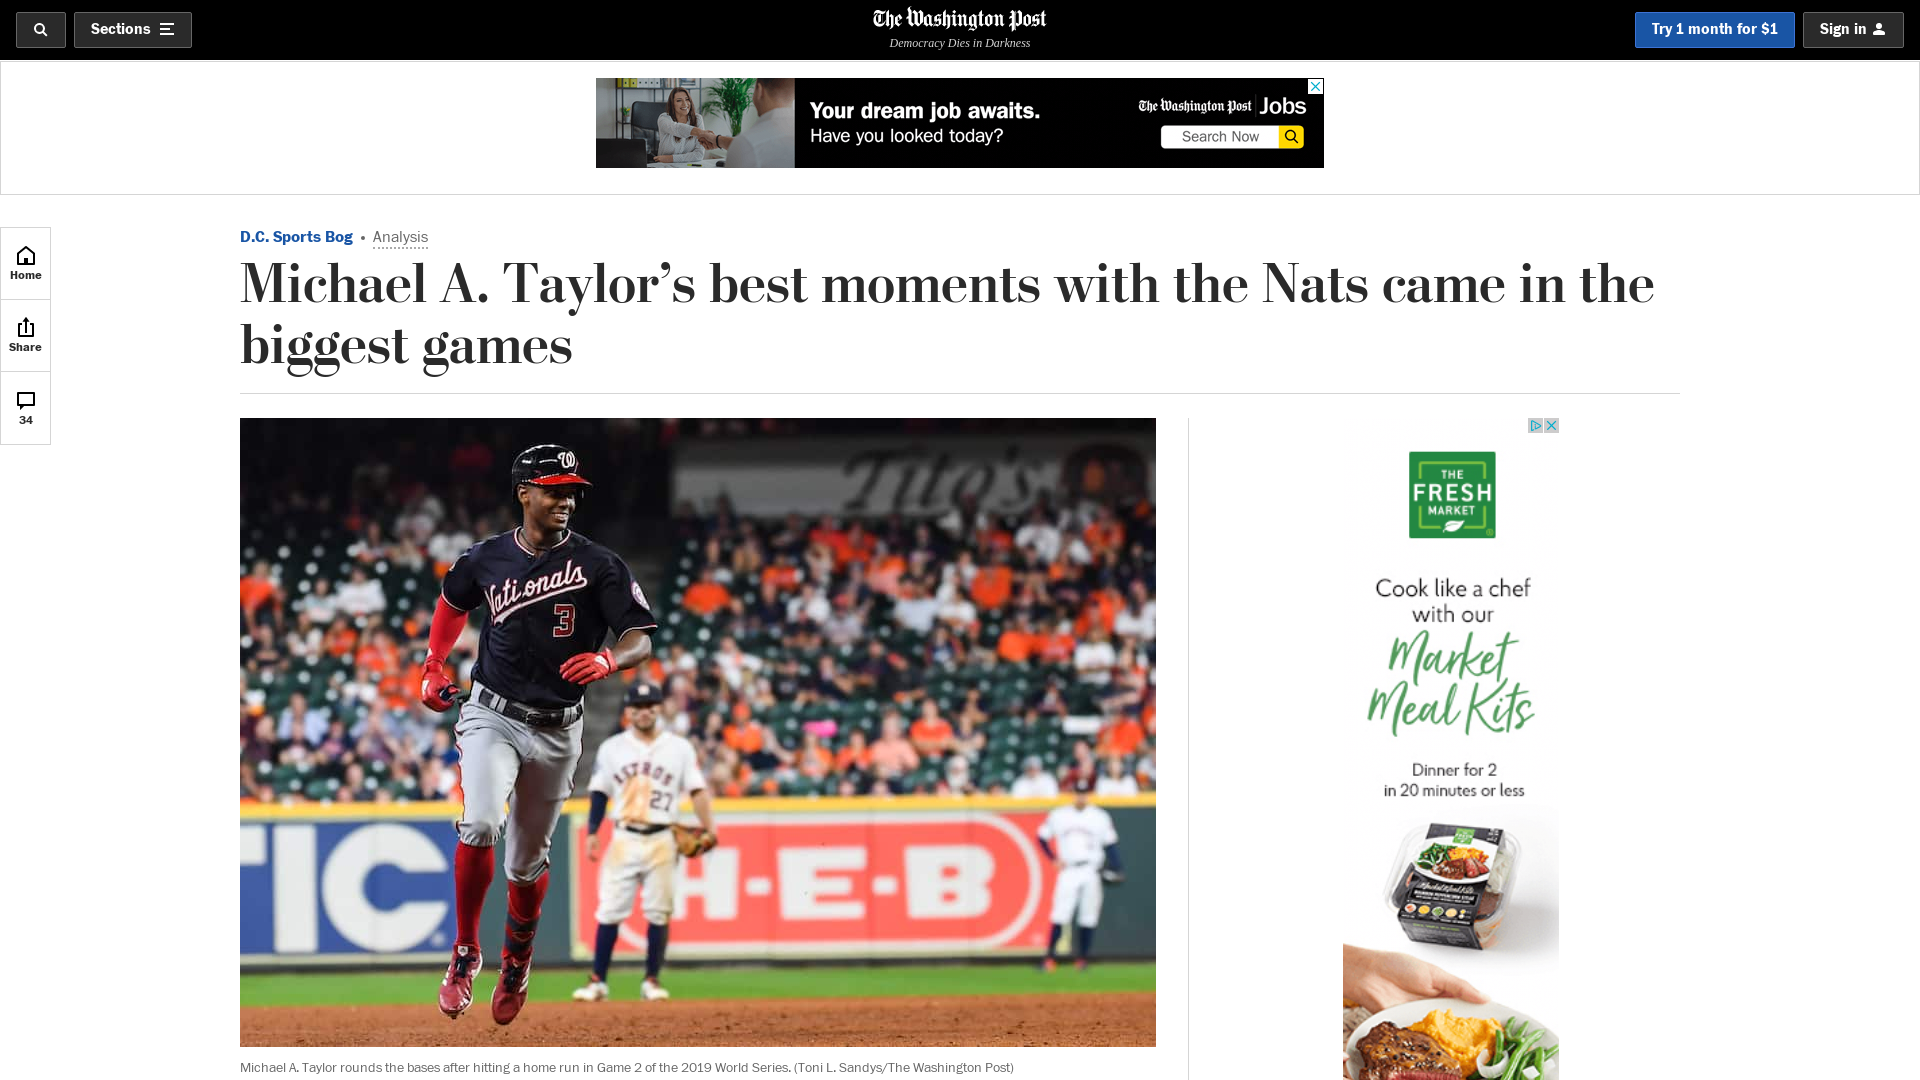 Sections
The Washington Post
Democracy Dies in Darkness
Try 1 month for $1
Sign in
Your dream job awaits.
Have you looked today?
The Washington Post Jobs
Search Now
Home
Share
34
D.C. Sports Bog • Analysis
Michael A. Taylor’s best moments with the Nats came in the
biggest games
Tito's
Nationals
3
ASTROS
27
TIC
H-E-B
Michael A. Taylor rounds the bases after hitting a home run in Game 2 of the 2019 World Series. (Toni L. Sandys/The Washington Post)
THE
FRESH
MARKET
Cook like a chef
with our
Market
Meal Kits
Dinner for 2
in 20 minutes or less